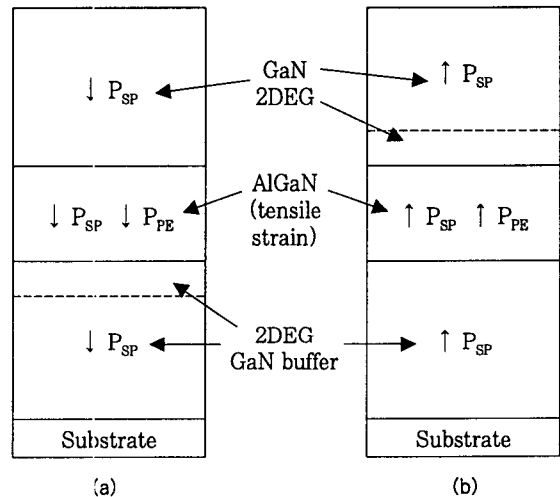 ↓ P_SP
GaN
2DEG
↑ P_SP
↓ P_SP ↓ P_PE
AlGaN
(tensile
strain)
↑ P_SP ↑ P_PE
↓ P_SP
2DEG
GaN buffer
↑ P_SP
Substrate
Substrate
(a)
(b)